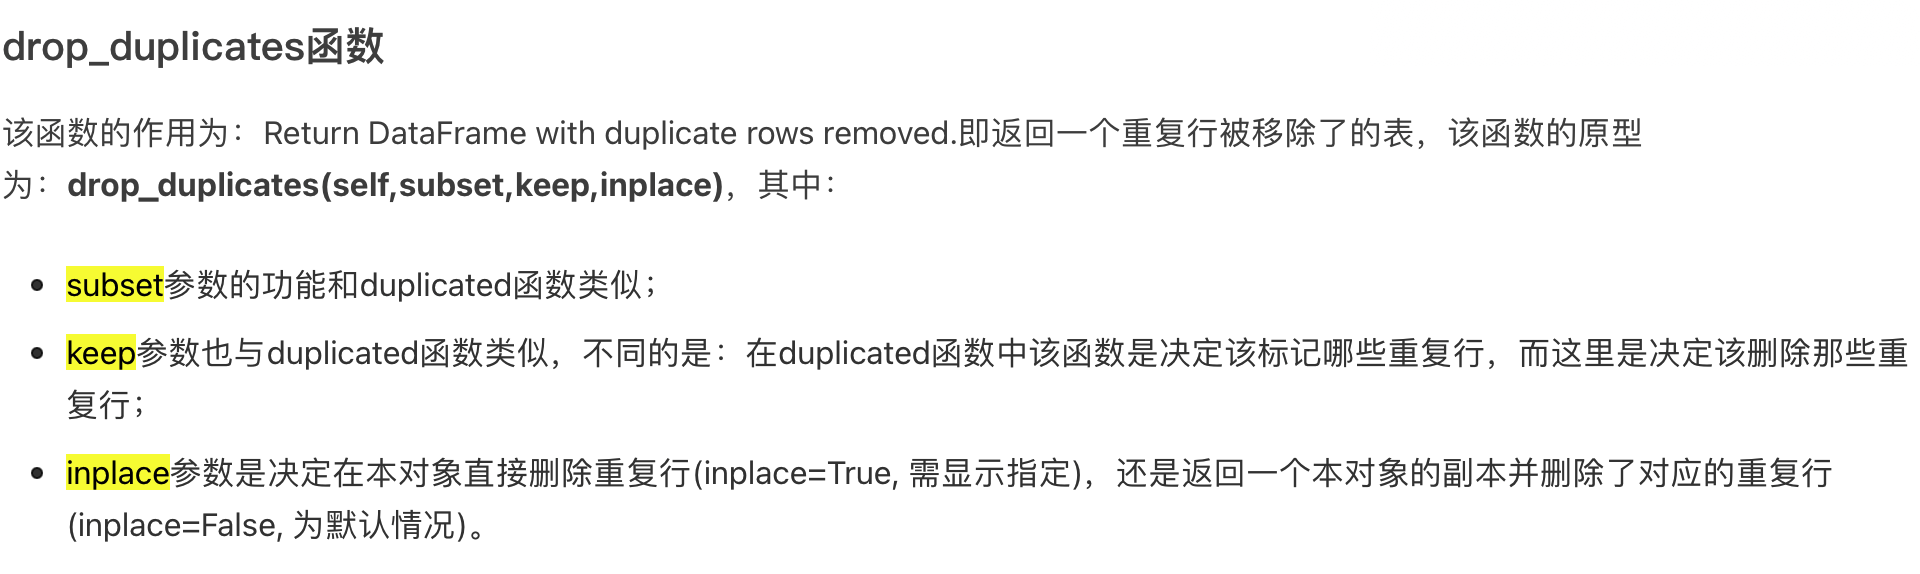 drop_duplicates函数
该函数的作用为：Return DataFrame with duplicate rows removed.即返回一个重复行被移除了的表，该函数的原型
为：drop_duplicates(self,subset,keep,inplace)，其中：
subset参数的功能和duplicated函数类似；
keep参数也与duplicated函数类似，不同的是：在duplicated函数中该函数是决定该标记哪些重复行，而这里是决定该删除那些重
复行；
inplace参数是决定在本对象直接删除重复行(inplace=True, 需显示指定)，还是返回一个本对象的副本并删除了对应的重复行
(inplace=False, 为默认情况)。